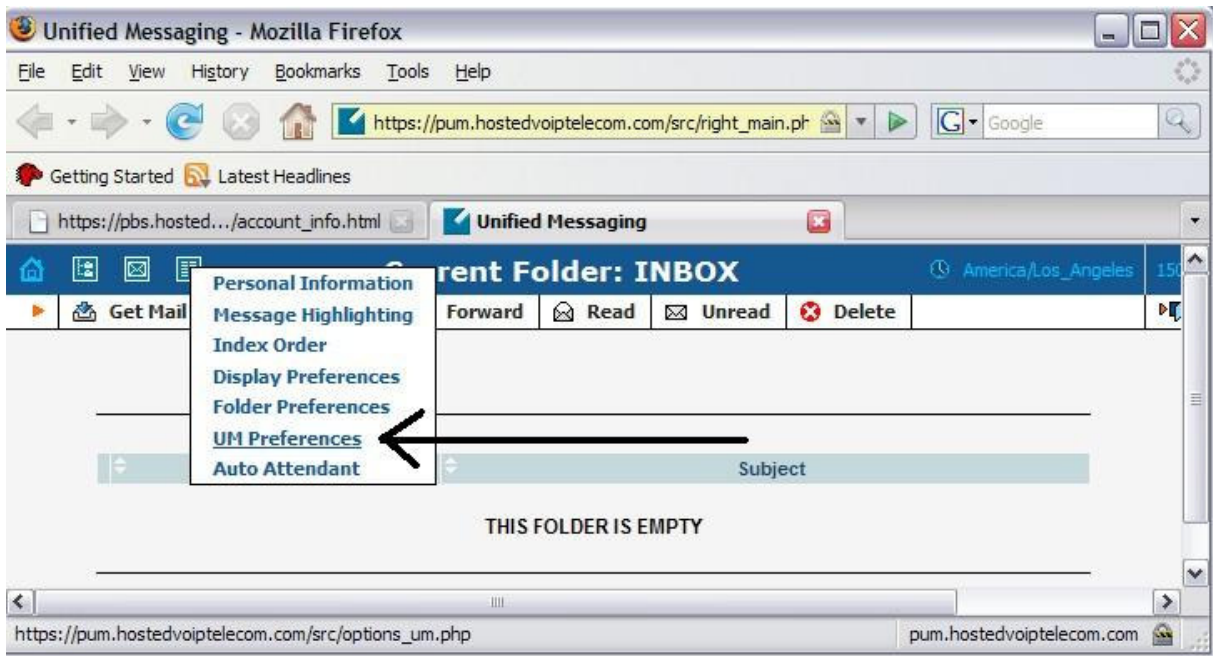 Unified Messaging - Mozilla Firefox
File Edit View History Bookmarks Tools Help
https://pum.hostedvoiptelecom.com/src/right_main.ph
G Google
Getting Started Latest Headlines
https://pbs.hosted.../account_info.html Unified Messaging
rent Folder: INBOX America/Los_Angeles 150
Get Mail Forward Read Unread Delete
Personal Information
Message Highlighting
Index Order
Display Preferences
Folder Preferences
UM Preferences
Auto Attendant
Subject
THIS FOLDER IS EMPTY
https://pum.hostedvoiptelecom.com/src/options_um.php pum.hostedvoiptelecom.com